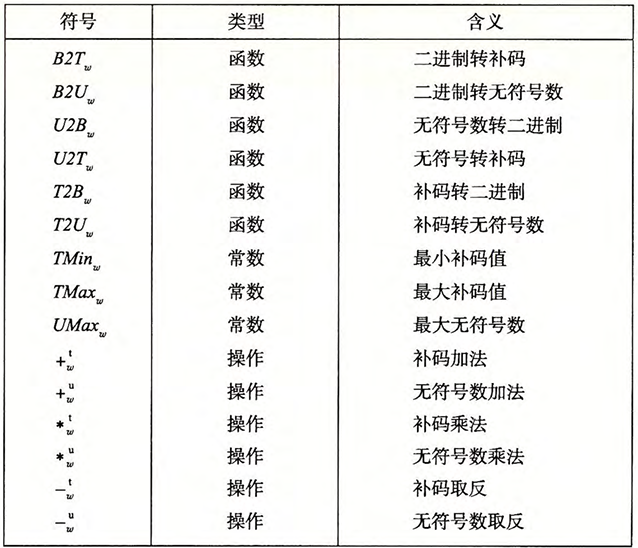 符号 类型 含义
B2T_w 函数 二进制转补码
B2U_w 函数 二进制转无符号数
U2B_w 函数 无符号数转二进制
U2T_w 函数 无符号转补码
T2B_w 函数 补码转二进制
T2U_w 函数 补码转无符号数
TMin_w 常数 最小补码值
TMax_w 常数 最大补码值
UMax_w 常数 最大无符号数
+^t_w 操作 补码加法
+^u_w 操作 无符号数加法
*^t_w 操作 补码乘法
*^u_w 操作 无符号数乘法
-^t_w 操作 补码取反
-^u_w 操作 无符号数取反